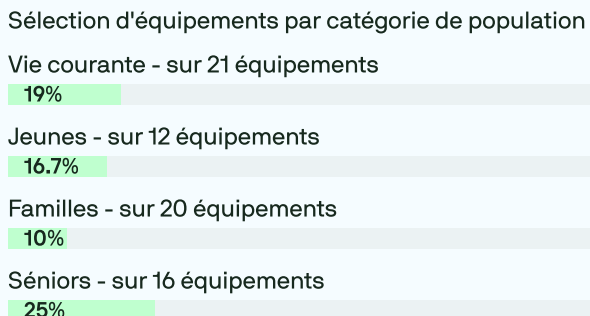 Sélection d'équipements par catégorie de population
Vie courante - sur 21 équipements
19%
Jeunes - sur 12 équipements
16.7%
Familles - sur 20 équipements
10%
Séniors - sur 16 équipements
25%